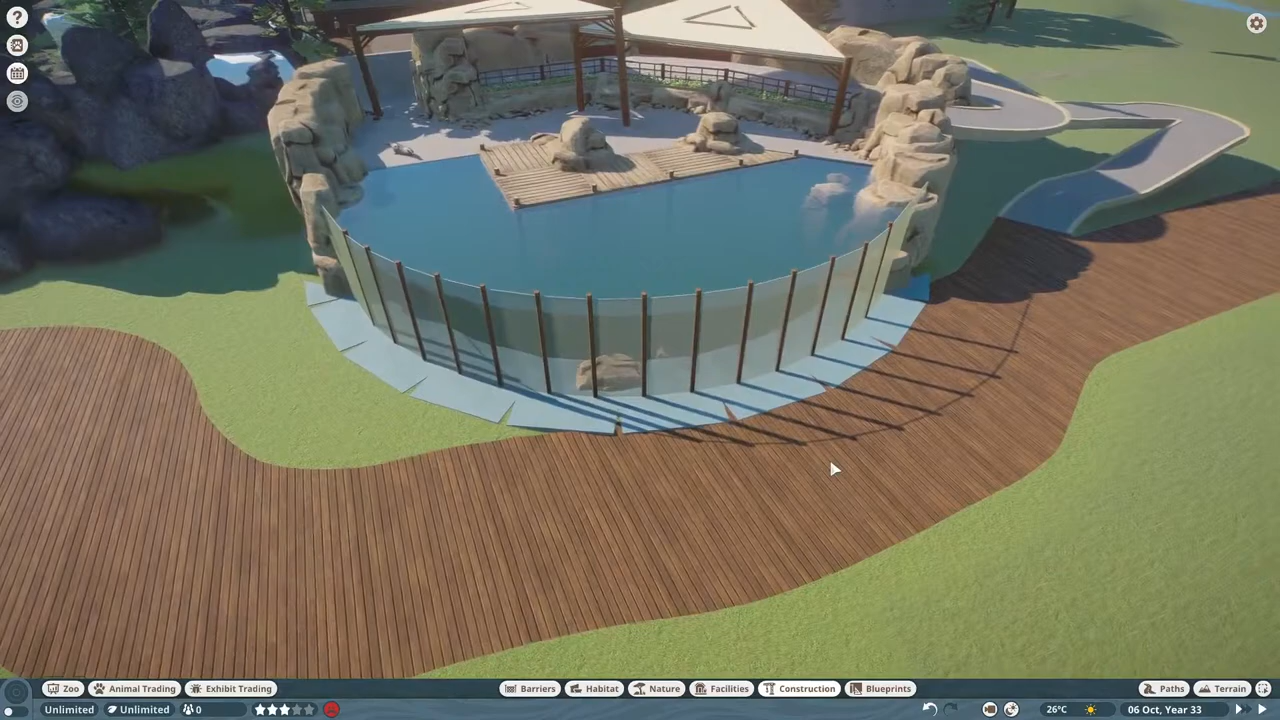 ?
Zoo
Animal Trading
Exhibit Trading
Barriers
Habitat
Nature
Facilities
Construction
Blueprints
Paths
Terrain
Unlimited
Unlimited
0
26°C
06 Oct, Year 33